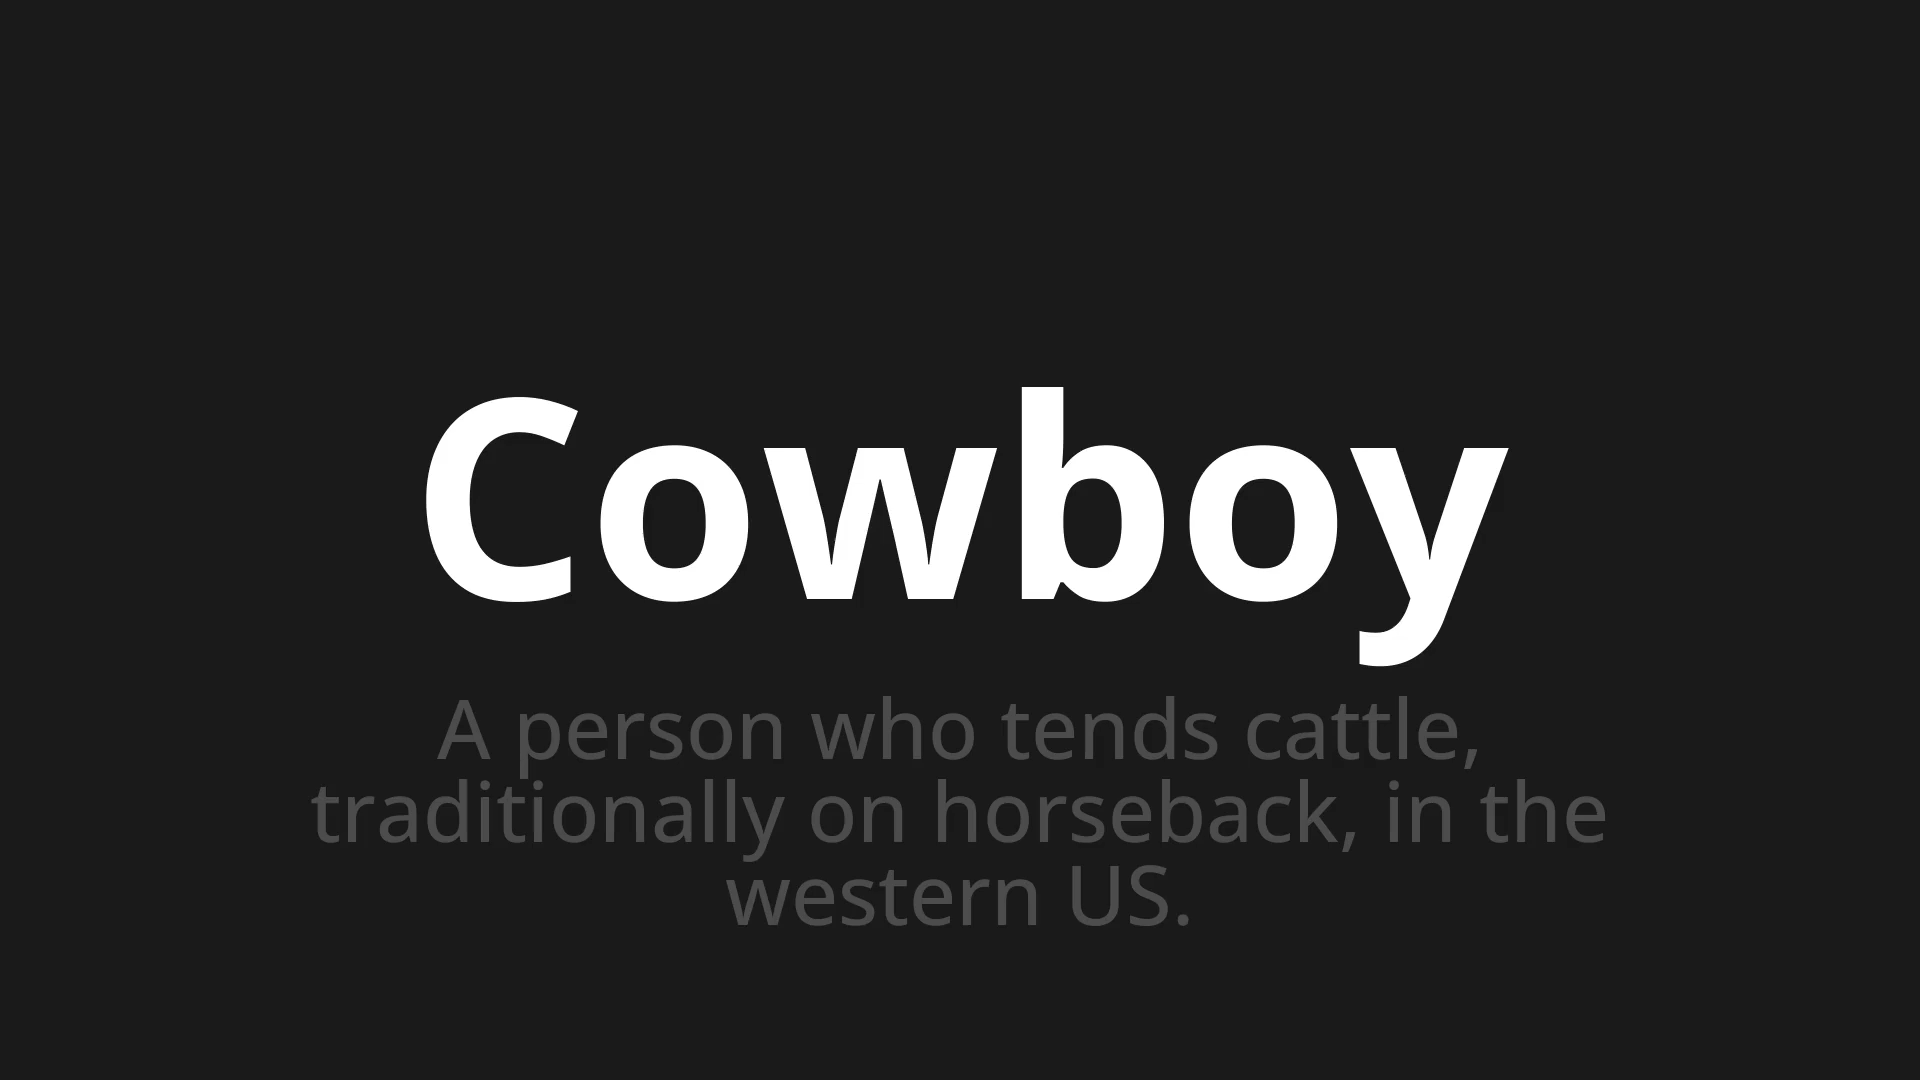 Cowboy
A person who tends cattle,
traditionally on horseback, in the
western US.